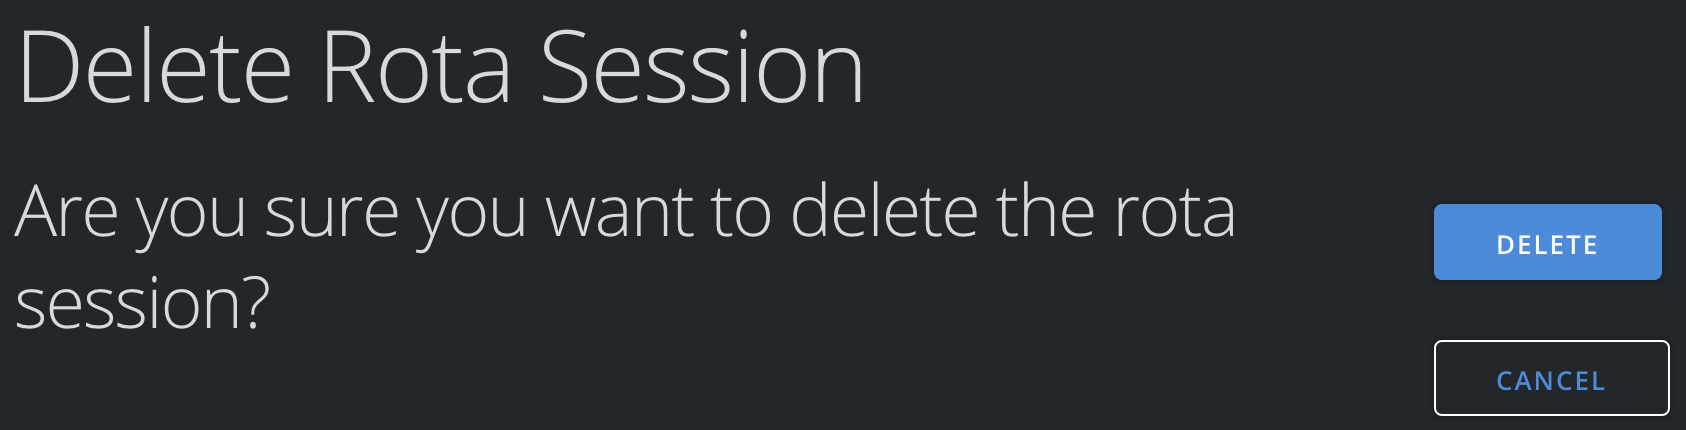 Delete Rota Session
Are you sure you want to delete the rota
session?
DELETE
CANCEL